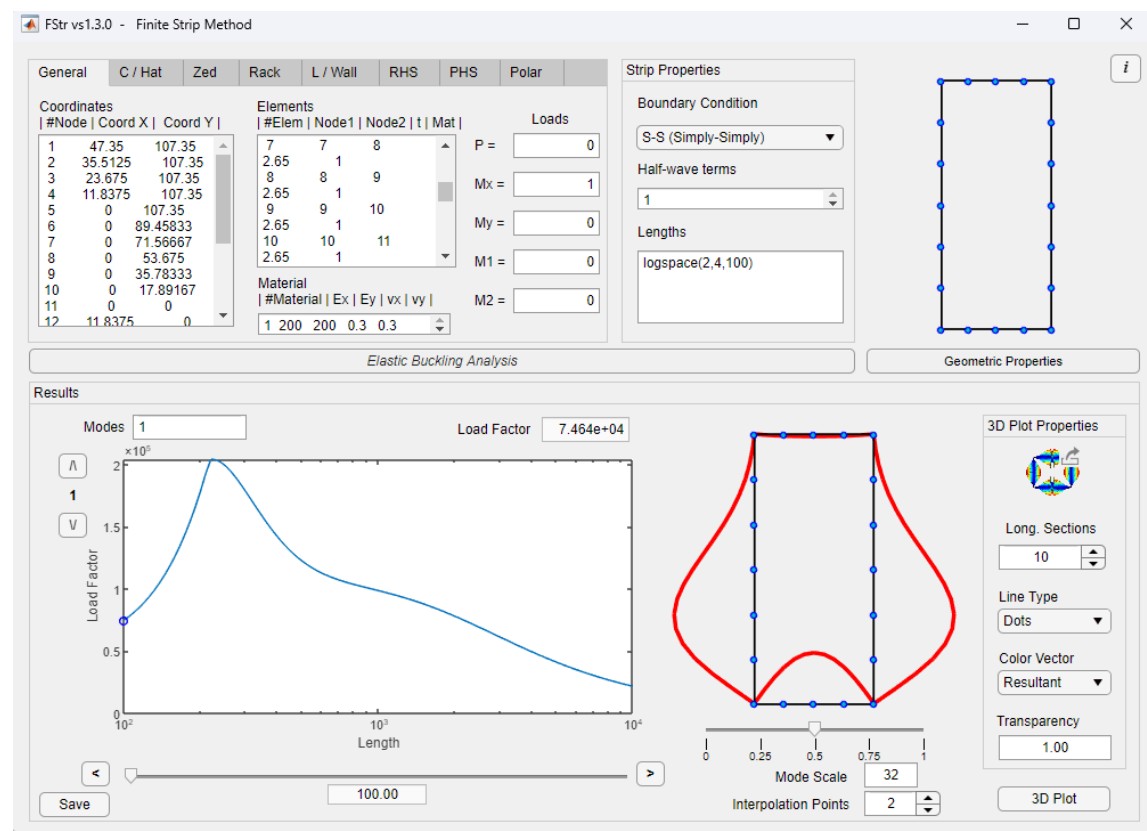 FStr vs1.3.0 - Finite Strip Method
General C / Hat Zed Rack L / Wall RHS PHS Polar
Coordinates
| #Node | Coord X | Coord Y |
1 47.35 107.35
2 35.5125 107.35
3 23.675 107.35
4 11.8375 107.35
5 0 107.35
6 0 89.45833
7 0 71.56667
8 0 53.675
9 0 35.78333
10 0 17.89167
11 0 0
12 11.8375 0
Elements
| #Elem | Node1 | Node2 | t | Mat |
7 7 8
2.65 1
8 8 9
2.65 1
9 9 10
2.65 1
10 10 11
2.65 1
Material
| #Material | Ex | Ey | vx | vy |
1 200 200 0.3 0.3
Loads
P = 0
Mx = 1
My = 0
M1 = 0
M2 = 0
Strip Properties
Boundary Condition
S-S (Simply-Simply)
Half-wave terms
1
Lengths
logspace(2,4,100)
i
Elastic Buckling Analysis
Geometric Properties
Results
Modes 1
Load Factor 7.464e+04
/\
1
V
×10⁵
2
1.5
1
0.5
0
Load Factor
10² 10³ 10⁴
Length
< >
100.00
Save
0 0.25 0.5 0.75 1
Mode Scale 32
Interpolation Points 2
3D Plot Properties
Long. Sections
10
Line Type
Dots
Color Vector
Resultant
Transparency
1.00
3D Plot